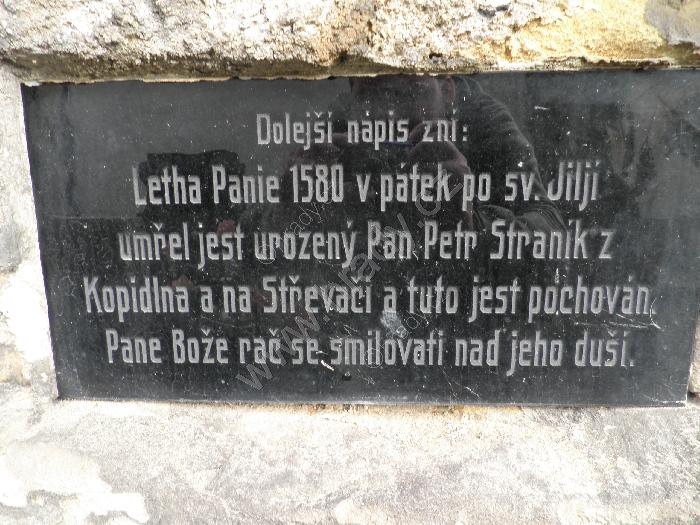 Dolejší nápis zní:
Letha Panie 1580 v pátek po sv. Jiljí
umřel jest urozený Pan Petr Straník z
Kopidlna a na Střevači a tuto jest pochován,
Pane Bože rač se smilovati nad jeho duší.